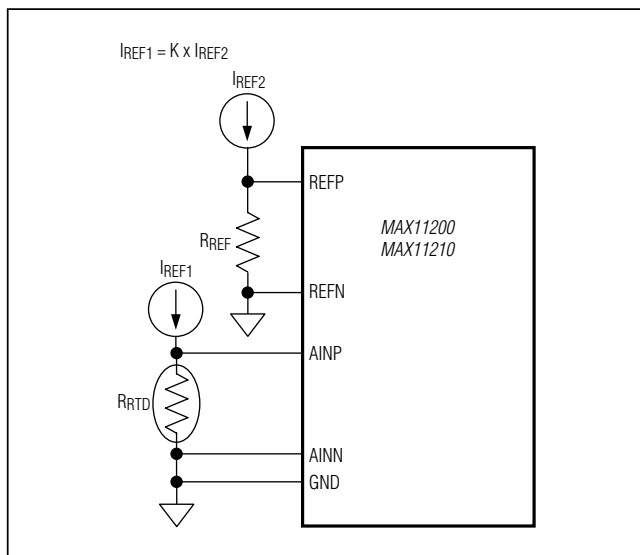 IREF1 = K x IREF2
IREF2
REFP
MAX11200
MAX11210
RREF
REFN
IREF1
AINP
RRTD
AINN
GND